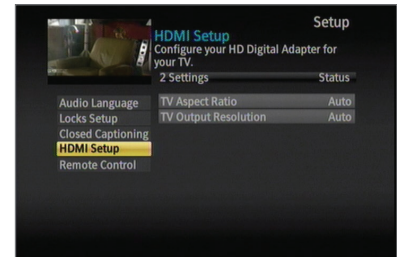 Setup
HDMI Setup
Configure your HD Digital Adapter for
your TV.
2 Settings Status
Audio Language
Locks Setup
Closed Captioning
HDMI Setup
Remote Control
TV Aspect Ratio Auto
TV Output Resolution Auto